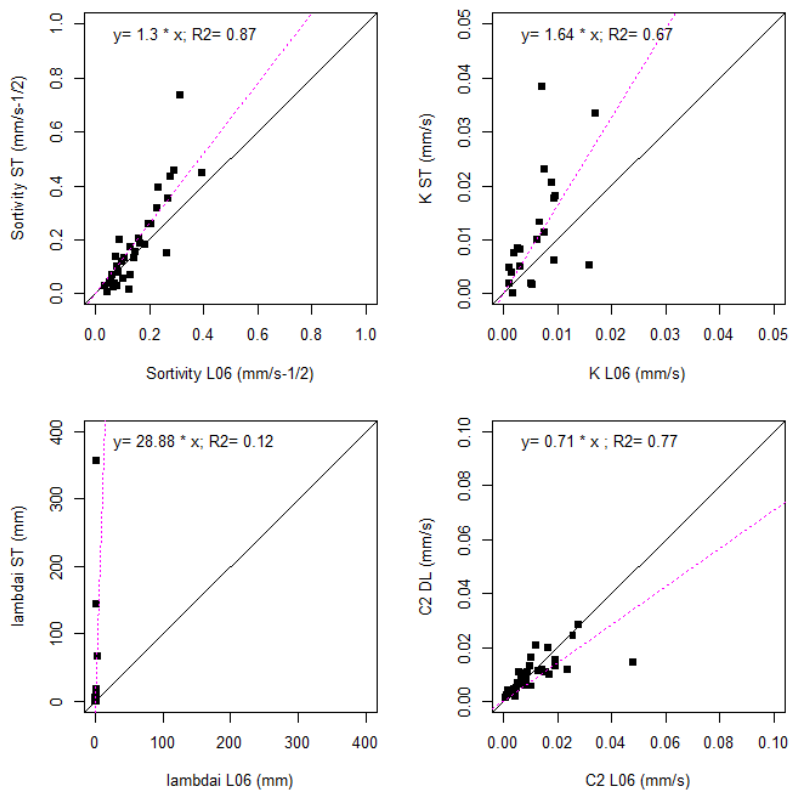 y= 1.3 * x; R2= 0.87
1.0
0.8
0.6
0.4
0.2
0.0
Sortivity ST (mm/s-1/2)
0.0 0.2 0.4 0.6 0.8 1.0
Sortivity L06 (mm/s-1/2)
y= 1.64 * x; R2= 0.67
0.05
0.04
0.03
0.02
0.01
0.00
K ST (mm/s)
0.00 0.01 0.02 0.03 0.04 0.05
K L06 (mm/s)
y= 28.88 * x; R2= 0.12
400
300
200
100
0
lambdai ST (mm)
0 100 200 300 400
lambdai L06 (mm)
y= 0.71 * x ; R2= 0.77
0.10
0.08
0.06
0.04
0.02
0.00
C2 DL (mm/s)
0.00 0.02 0.04 0.06 0.08 0.10
C2 L06 (mm/s)